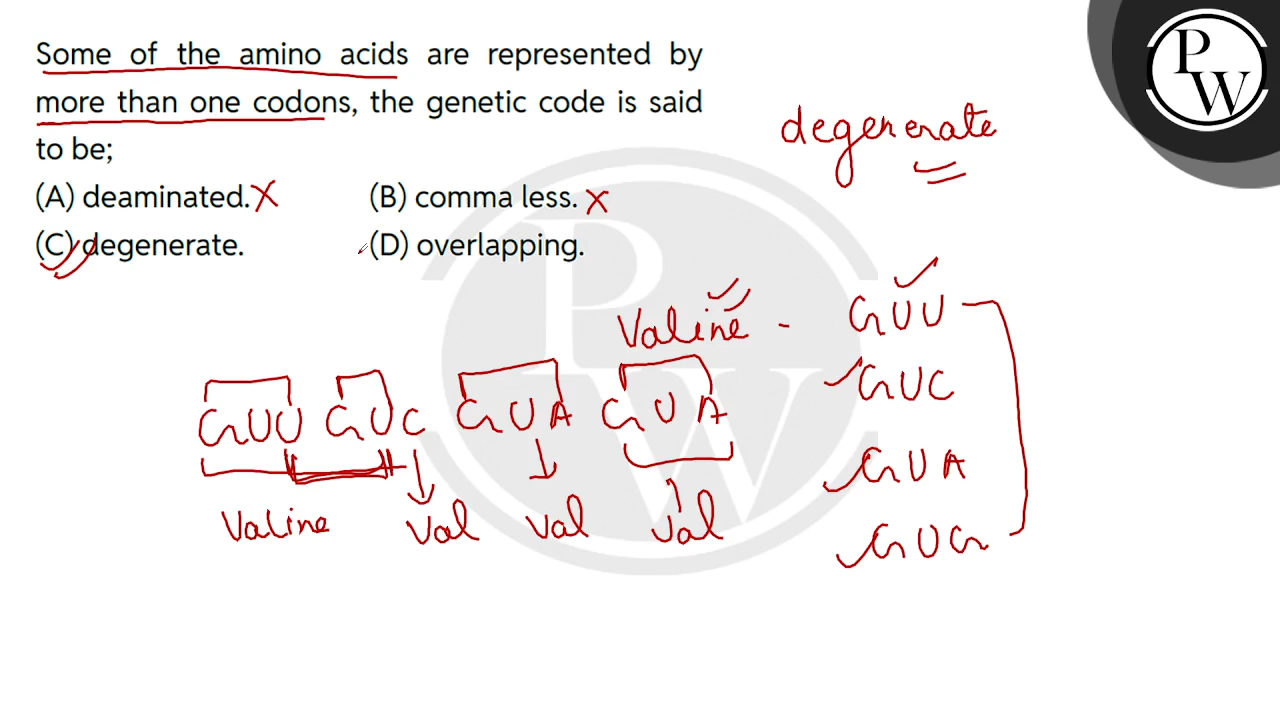 Some of the amino acids are represented by
more than one codons, the genetic code is said
to be;
(A) deaminated. X (B) comma less. X
(C) degenerate. (D) overlapping.
degenerate
Valine - GUU
GUC
GUA
GUG
GUU GUC GUA GUA
Valine Val Val Val
P
W
P
W